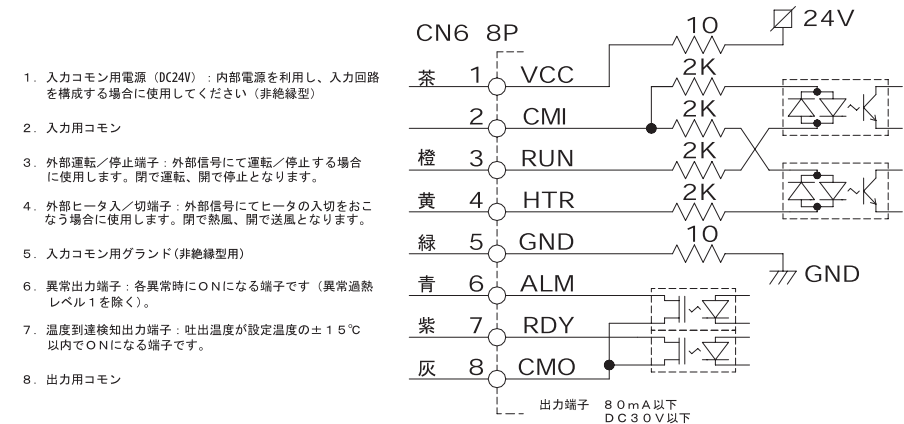 1. 入力コモン用電源（DC24V）：内部電源を利用し、入力回路
を構成する場合に使用してください（非絶縁型）
2. 入力用コモン
3. 外部運転／停止端子：外部信号にて運転／停止する場合
に使用します。閉で運転、開で停止となります。
4. 外部ヒータ入／切端子：外部信号にてヒータの入切をおこ
なう場合に使用します。閉で熱風、開で送風となります。
5. 入力コモン用グランド(非絶縁型用)
6. 異常出力端子：各異常時にＯＮになる端子です（異常過熱
レベル１を除く）。
7. 温度到達検知出力端子：吐出温度が設定温度の±１５℃
以内でＯＮになる端子です。
8. 出力用コモン
CN6 8P
24V
10
茶 1 VCC
2K
2 CMI
2K
橙 3 RUN
2K
黄 4 HTR
2K
緑 5 GND
10
GND
青 6 ALM
紫 7 RDY
灰 8 CMO
出力端子 ８０ｍＡ以下
ＤＣ３０Ｖ以下